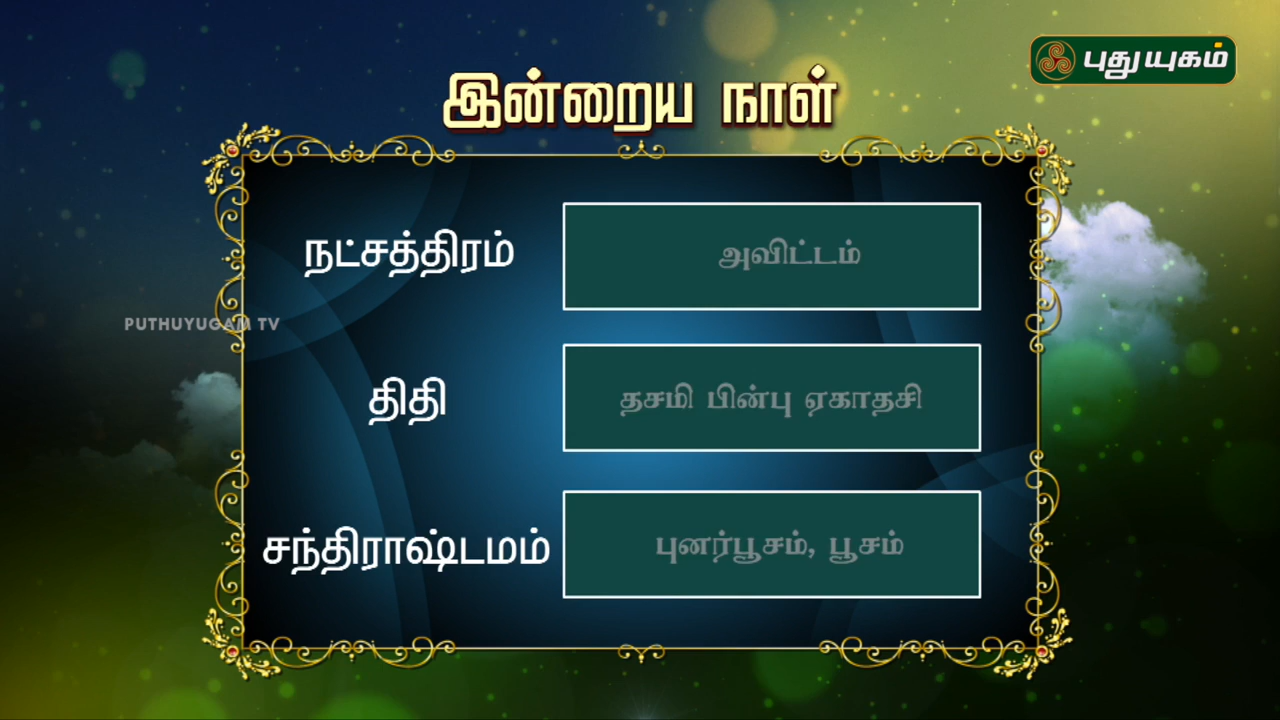 புதுயுகம்
இன்றைய நாள்
நட்சத்திரம்
அவிட்டம்
PUTHUYUGAM TV
திதி
தசமி பின்பு ஏகாதசி
சந்திராஷ்டமம்
புனர்பூசம், பூசம்